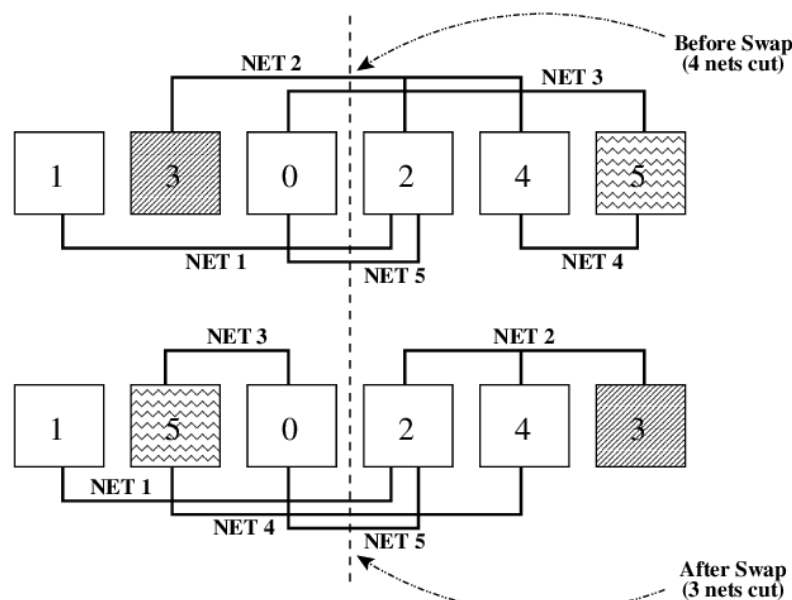 Before Swap
(4 nets cut)
NET 2
NET 3
1 3 0 2 4 5
NET 1
NET 5
NET 4
NET 3
NET 2
1 5 0 2 4 3
NET 1
NET 4
NET 5
After Swap
(3 nets cut)